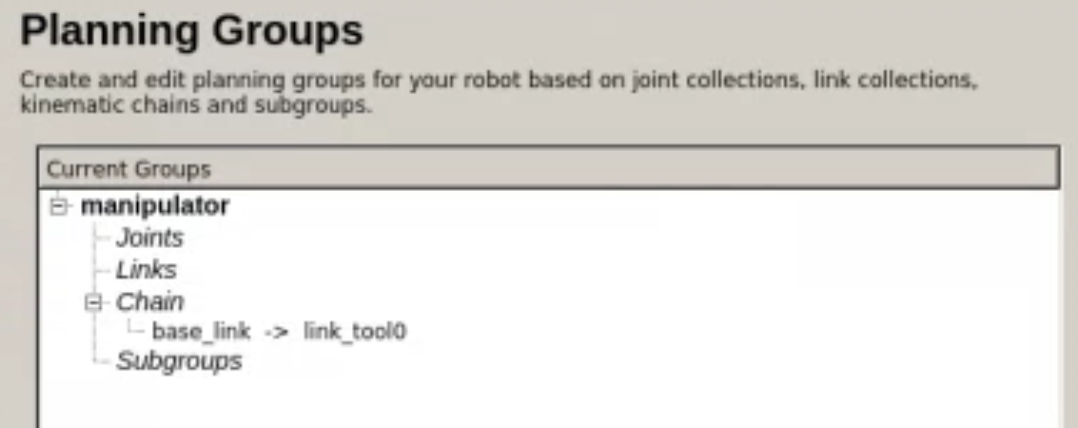 Planning Groups
Create and edit planning groups for your robot based on joint collections, link collections,
kinematic chains and subgroups.
Current Groups
manipulator
Joints
Links
Chain
base_link -> link_tool0
Subgroups